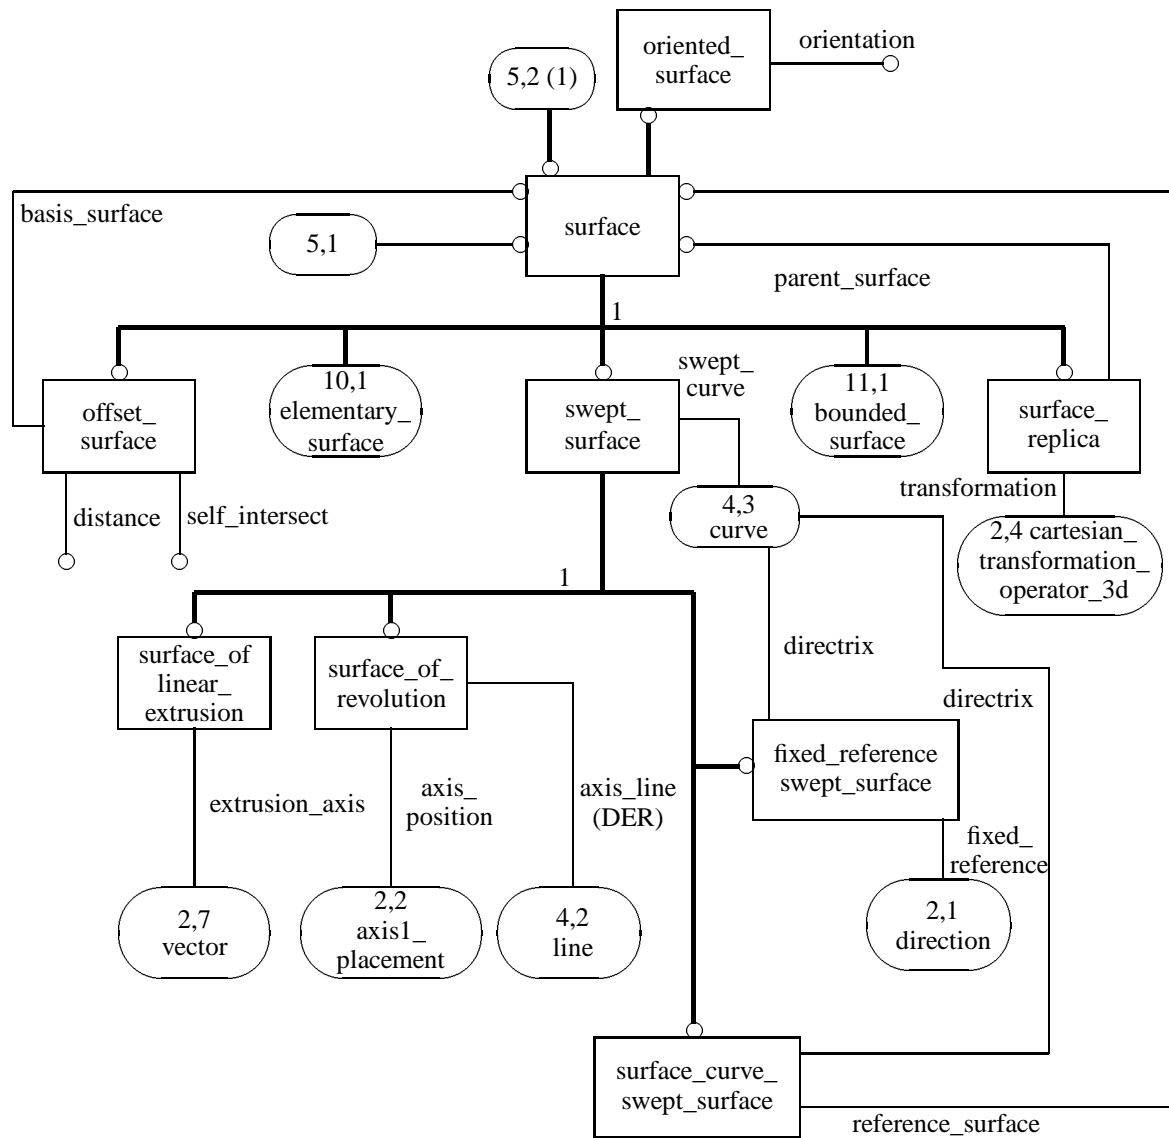 oriented_
surface
orientation
5,2 (1)
basis_surface
surface
5,1
parent_surface
1
swept_
curve
offset_
surface
10,1
elementary_
surface
swept_
surface
11,1
bounded_
surface
surface_
replica
distance
self_intersect
4,3
curve
transformation
2,4 cartesian_
transformation_
operator_3d
1
surface_of
linear_
extrusion
surface_of_
revolution
directrix
directrix
fixed_reference
swept_surface
extrusion_axis
axis_
position
axis_line
(DER)
fixed_
reference
2,7
vector
2,2
axis1_
placement
4,2
line
2,1
direction
surface_curve_
swept_surface
reference_surface